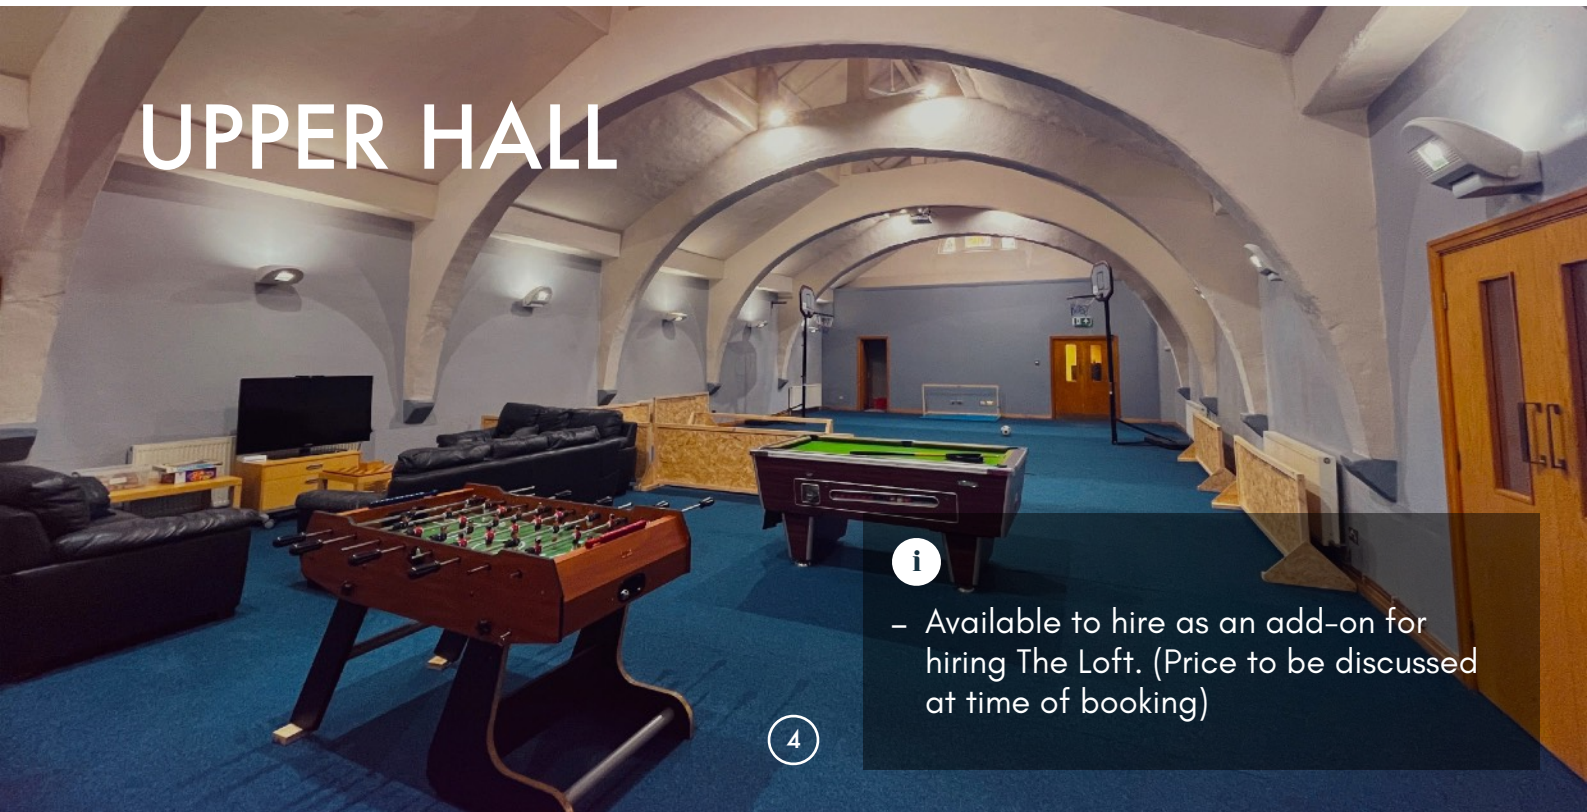 UPPER HALL
i
– Available to hire as an add-on for
hiring The Loft. (Price to be discussed
at time of booking)
4